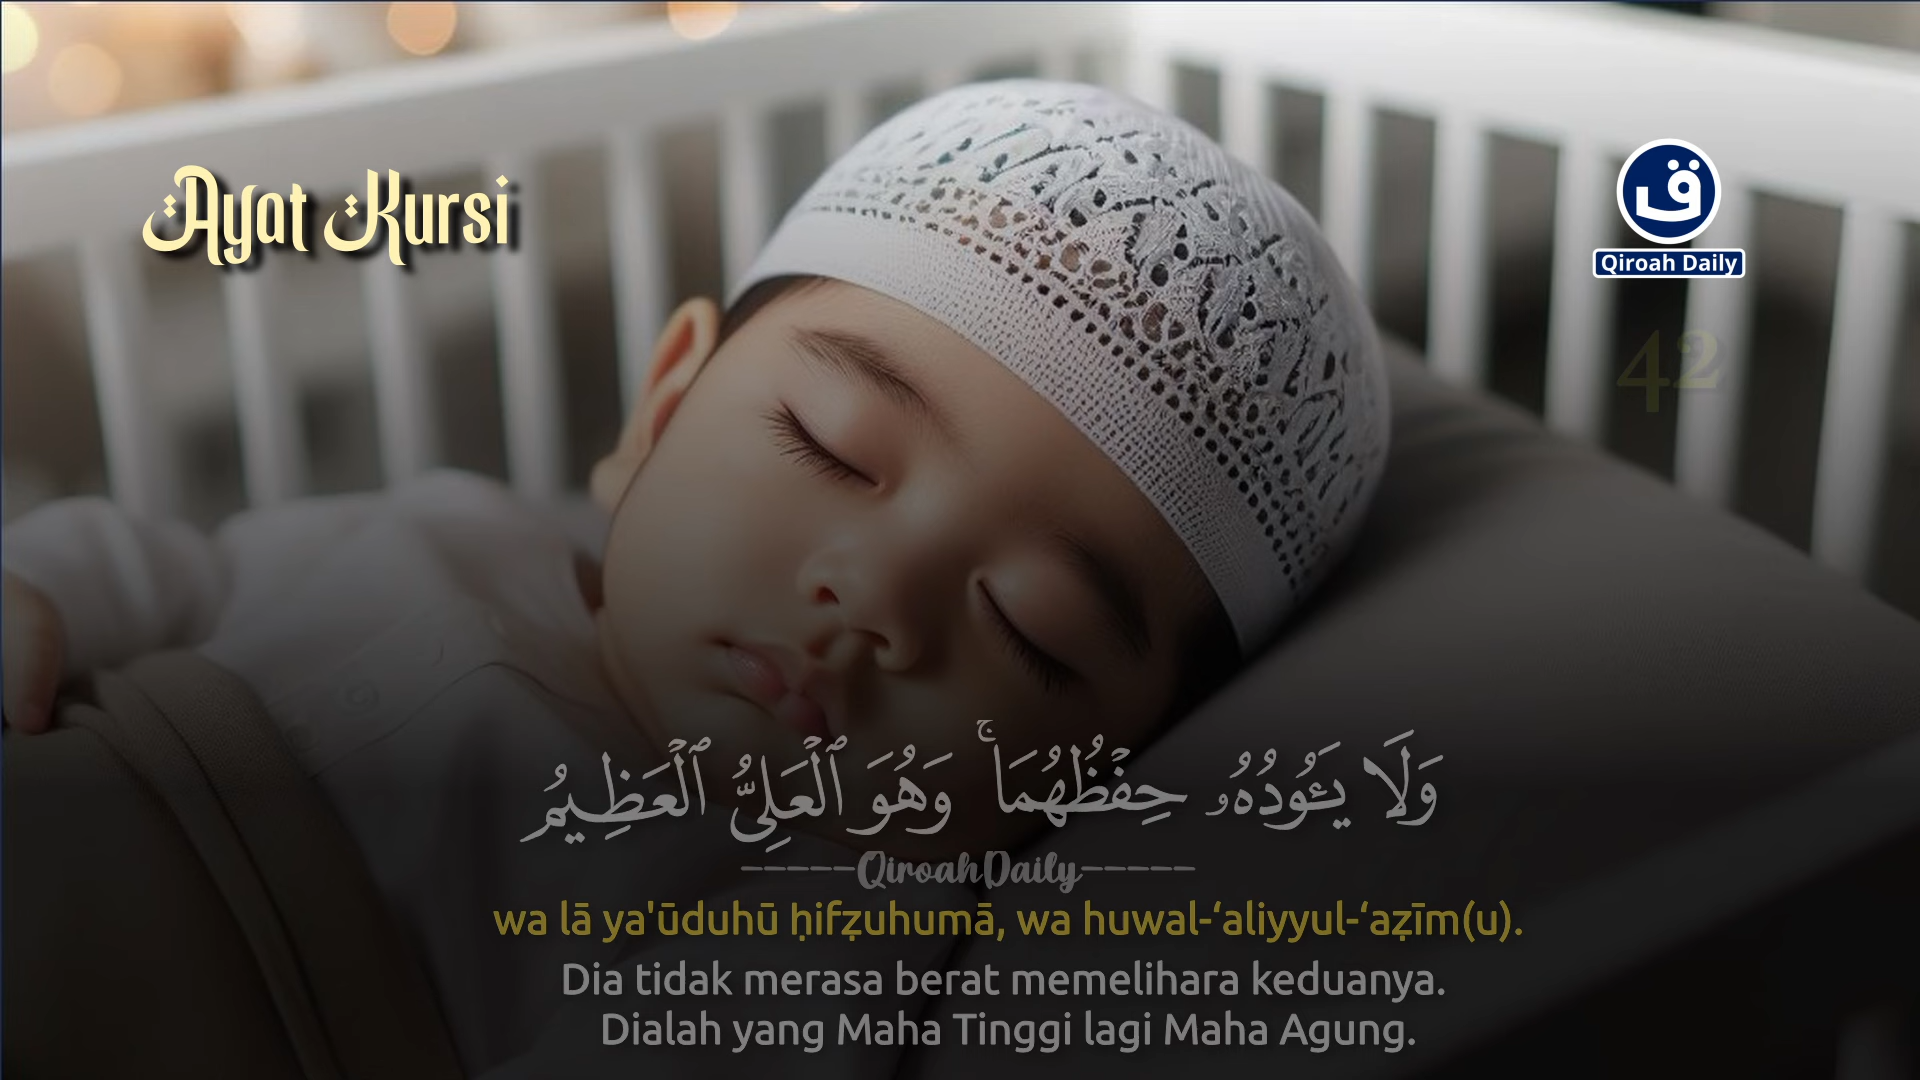 Ayat Kursi
ق
Qiroah Daily
42
وَلَا يَـُٔودُهُۥ حِفْظُهُمَا ۚ وَهُوَ ٱلْعَلِىُّ ٱلْعَظِيمُ
-----QiroahDaily-----
wa lā ya'ūduhū ḥifẓuhumā, wa huwal-‘aliyyul-‘aẓīm(u).
Dia tidak merasa berat memelihara keduanya.
Dialah yang Maha Tinggi lagi Maha Agung.